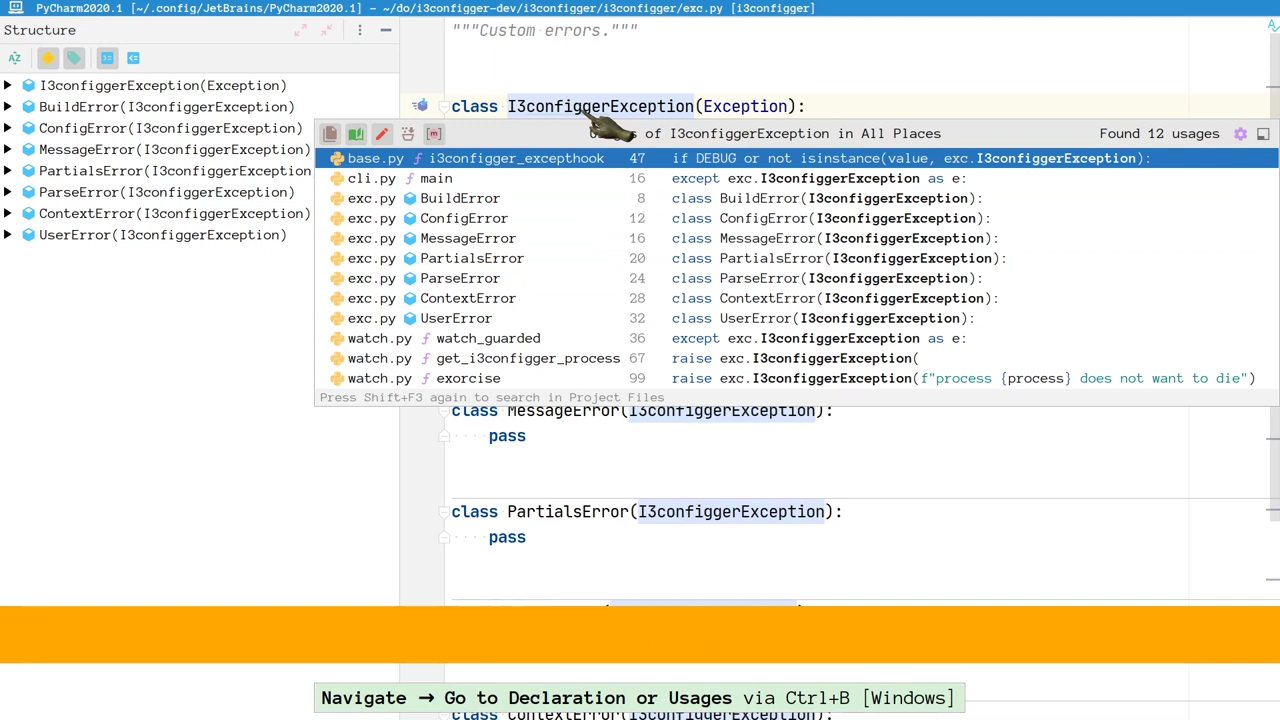 PyCharm2020.1 [~/.config/JetBrains/PyCharm2020.1] – ~/do/i3configger-dev/i3configger/i3configger/exc.py [i3configger]
Structure
I3configgerException(Exception)
BuildError(I3configgerException)
ConfigError(I3configgerException)
MessageError(I3configgerException)
PartialsError(I3configgerException
ParseError(I3configgerException)
ContextError(I3configgerException)
UserError(I3configgerException)
"""Custom errors."""
class I3configgerException(Exception):
of I3configgerException in All Places Found 12 usages
base.py i3configger_excepthook 47 if DEBUG or not isinstance(value, exc.I3configgerException):
cli.py main 16 except exc.I3configgerException as e:
exc.py BuildError 8 class BuildError(I3configgerException):
exc.py ConfigError 12 class ConfigError(I3configgerException):
exc.py MessageError 16 class MessageError(I3configgerException):
exc.py PartialsError 20 class PartialsError(I3configgerException):
exc.py ParseError 24 class ParseError(I3configgerException):
exc.py ContextError 28 class ContextError(I3configgerException):
exc.py UserError 32 class UserError(I3configgerException):
watch.py watch_guarded 36 except exc.I3configgerException as e:
watch.py get_i3configger_process 67 raise exc.I3configgerException(
watch.py exorcise 99 raise exc.I3configgerException(f"process {process} does not want to die")
Press Shift+F3 again to search in Project Files
class MessageError(I3configgerException):
pass
class PartialsError(I3configgerException):
pass
Navigate → Go to Declaration or Usages via Ctrl+B [Windows]
class ContextError(I3configgerException):